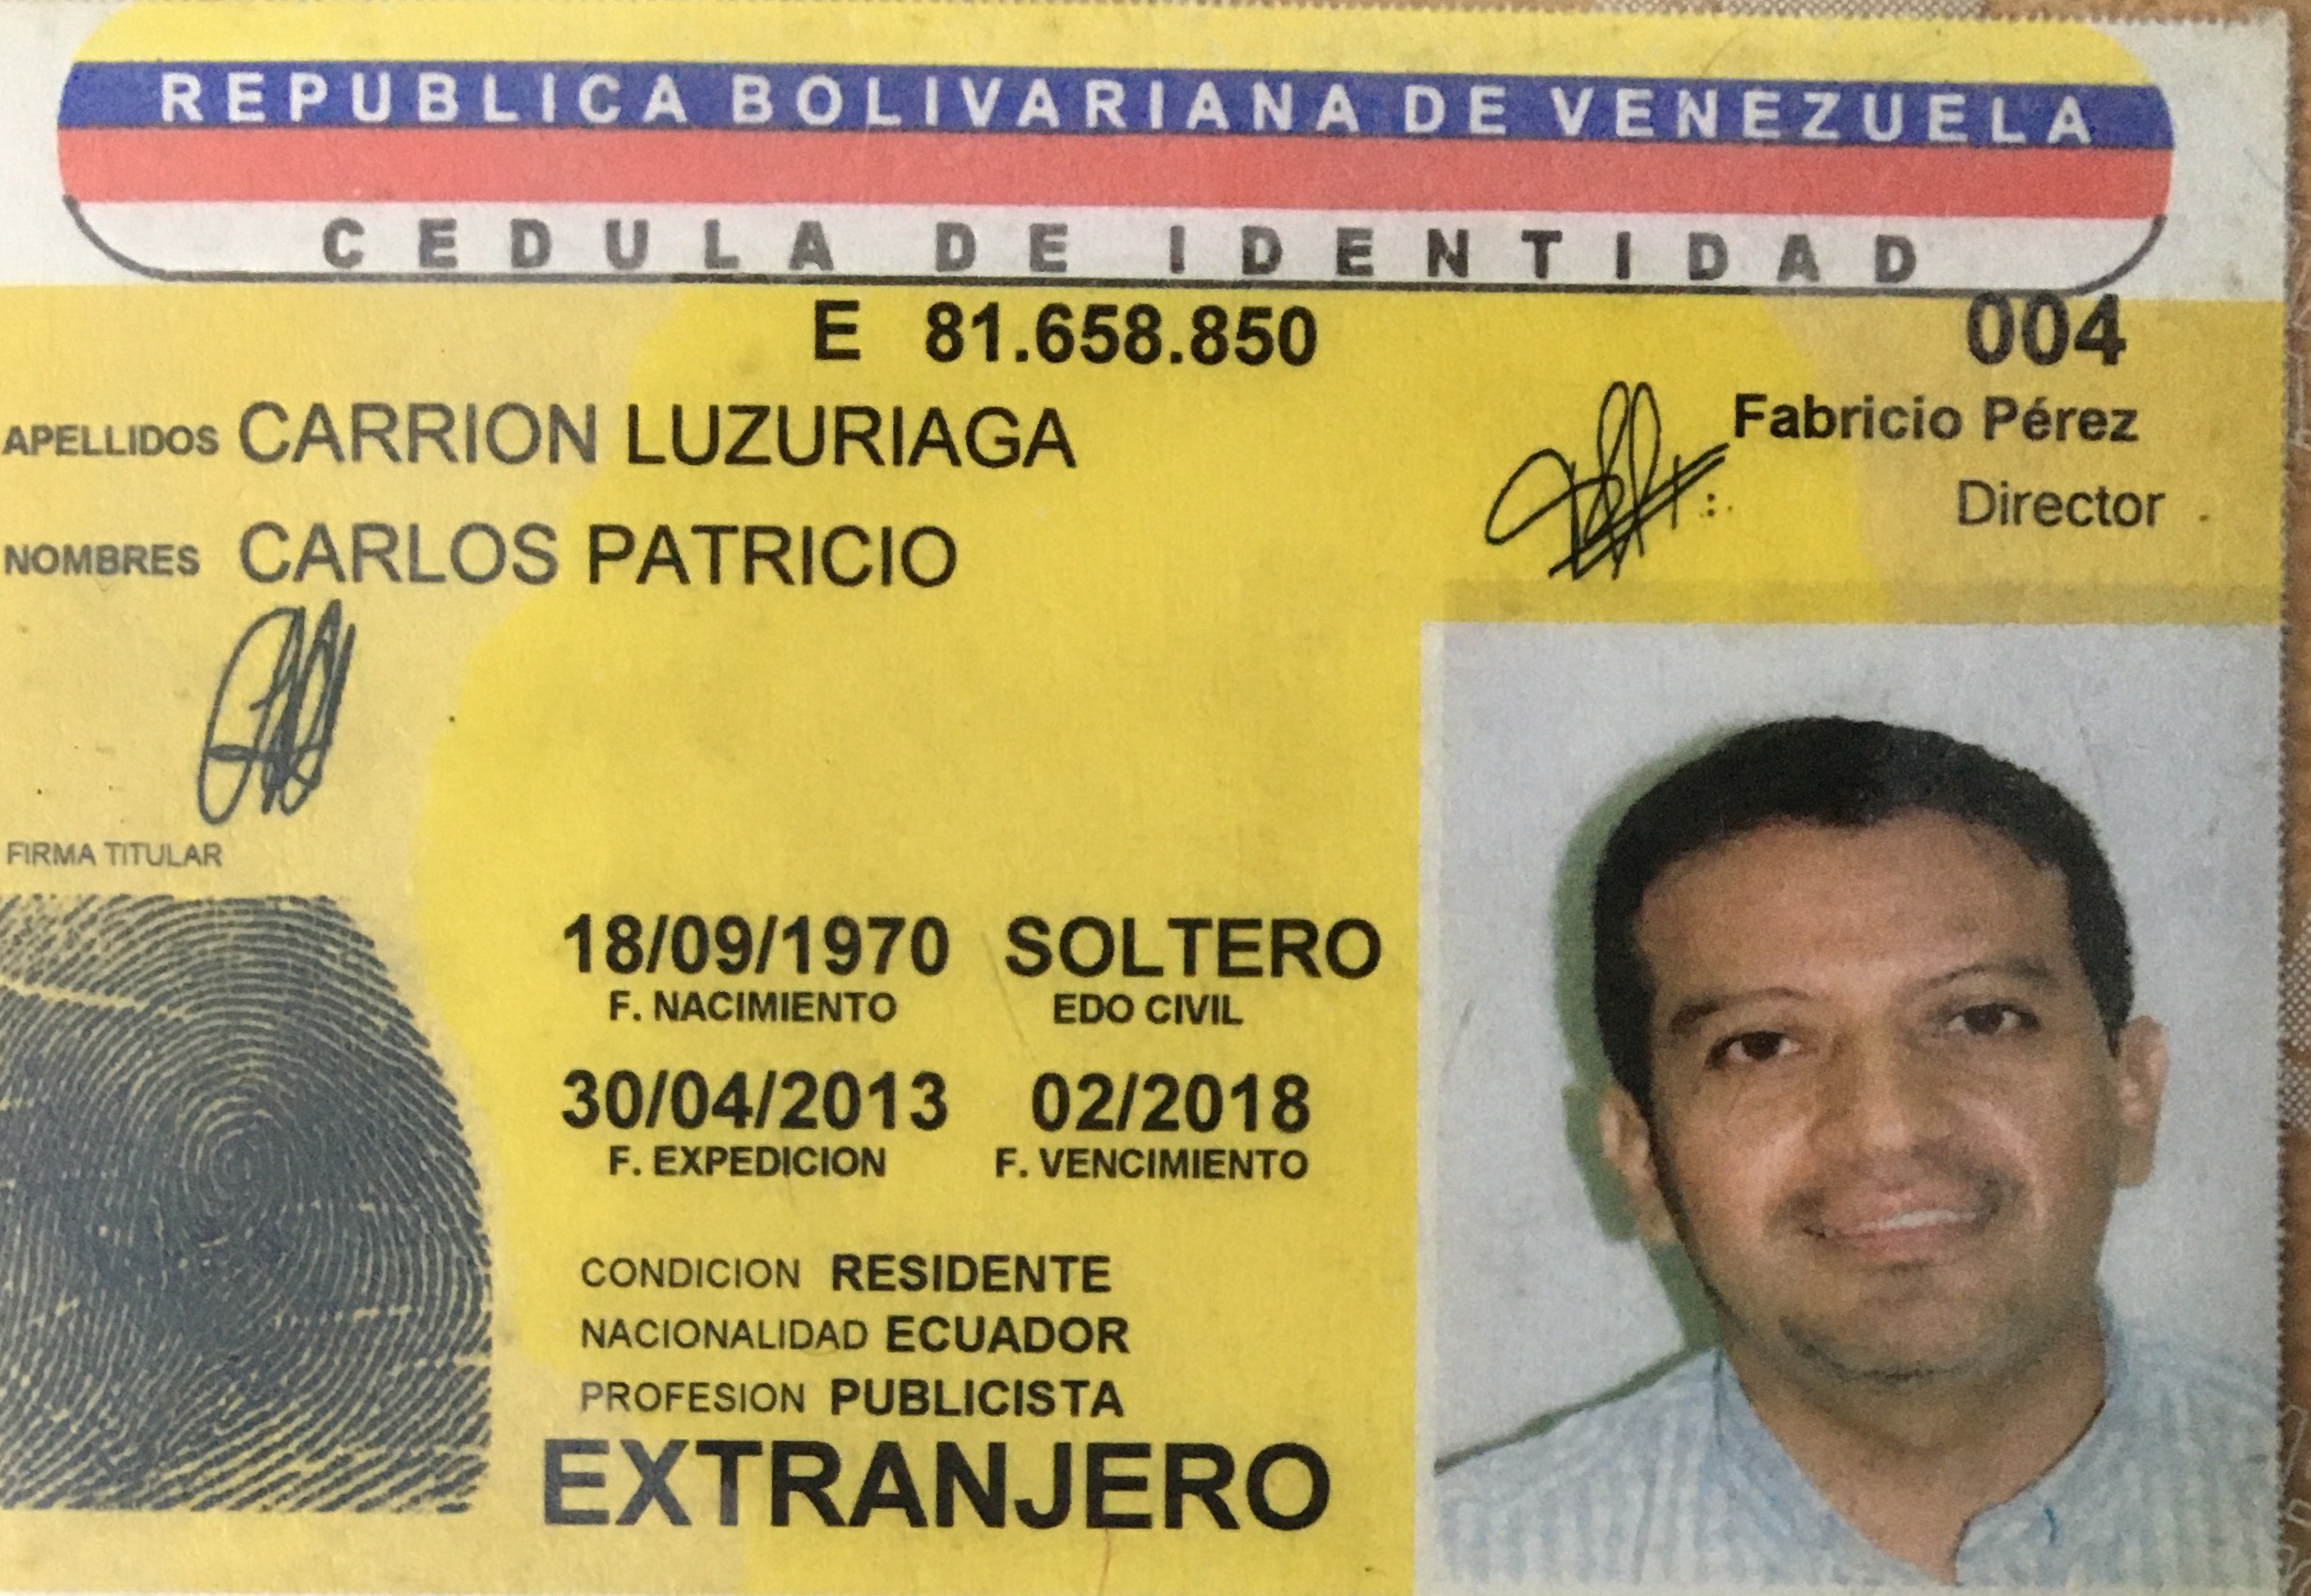 REPUBLICA BOLIVARIANA DE VENEZUELA
CEDULA DE IDENTIDAD
E 81.658.850 004
APELLIDOS CARRION LUZURIAGA
Fabricio Pérez
Director
NOMBRES CARLOS PATRICIO
FIRMA TITULAR
18/09/1970 SOLTERO
F. NACIMIENTO EDO CIVIL
30/04/2013 02/2018
F. EXPEDICION F. VENCIMIENTO
CONDICION RESIDENTE
NACIONALIDAD ECUADOR
PROFESION PUBLICISTA
EXTRANJERO